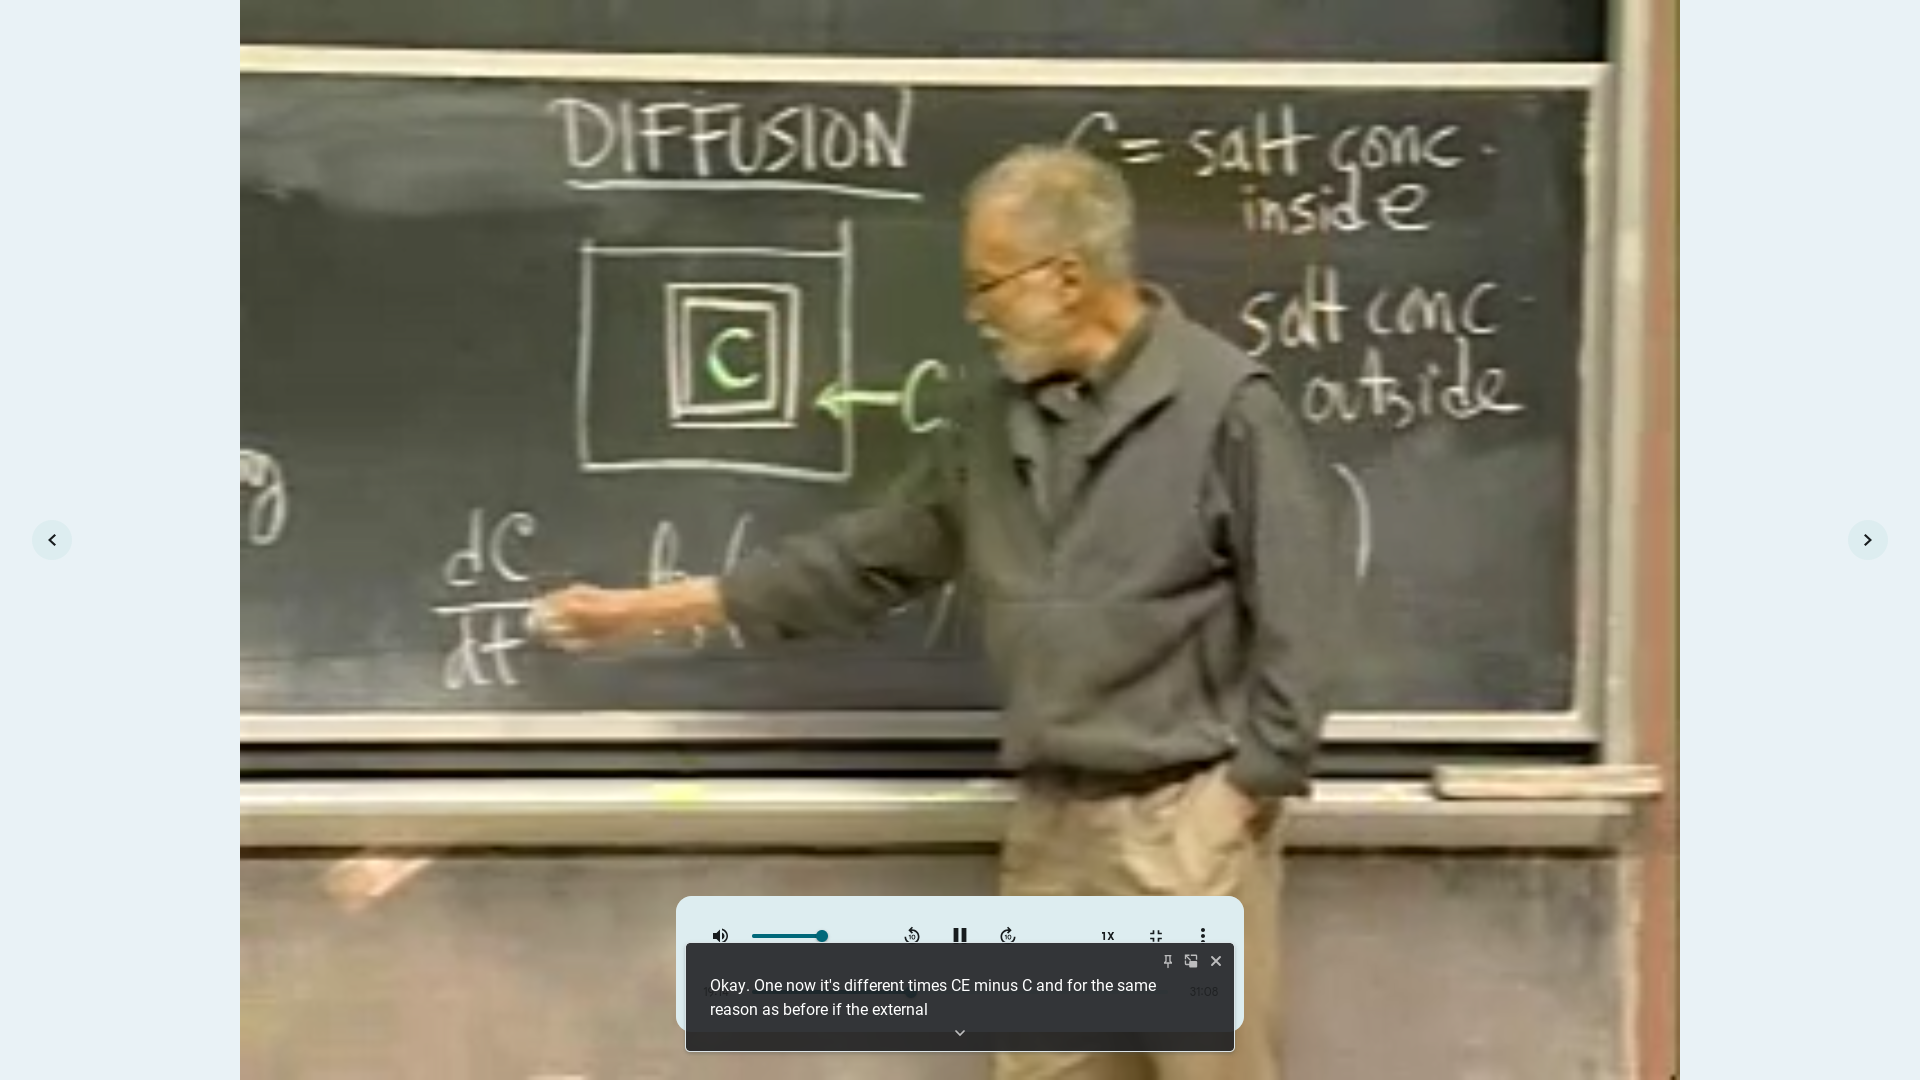 DIFFUSION
C = salt conc.
inside
C
C
salt conc.
outside
dC
dt
1X
31:08
Okay. One now it's different times CE minus C and for the same
reason as before if the external